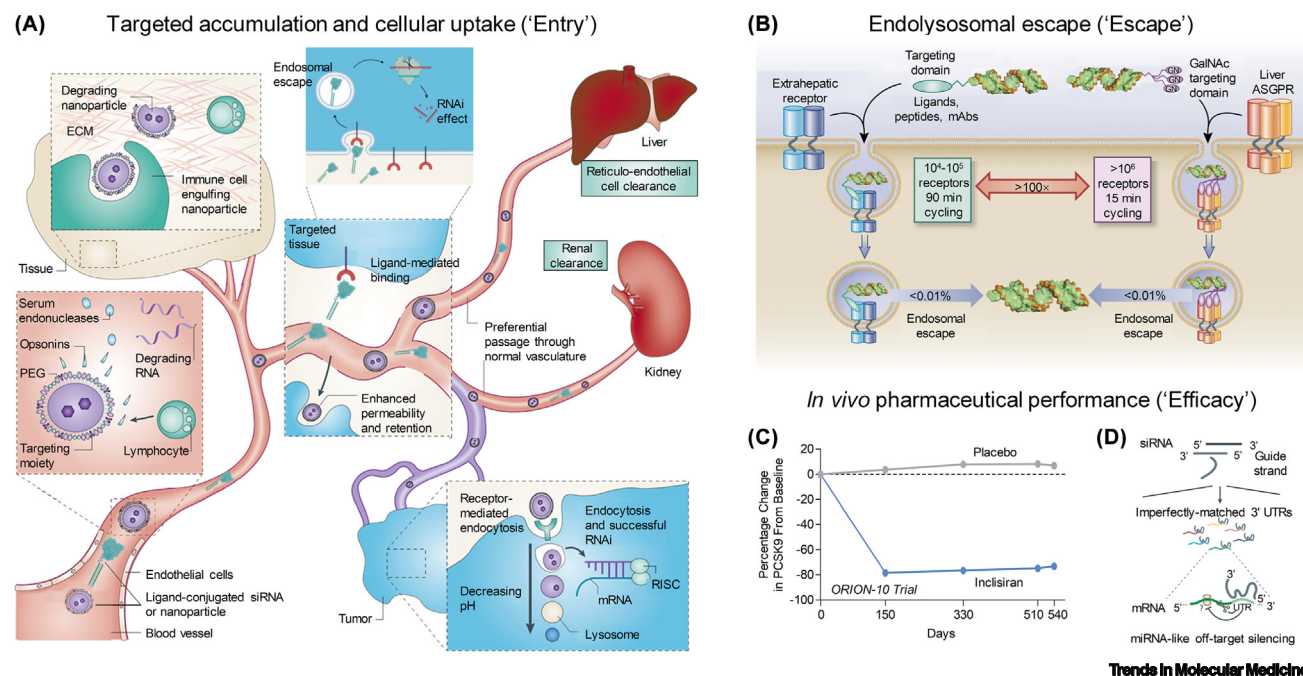 (A) Targeted accumulation and cellular uptake (‘Entry’)
Degrading
nanoparticle
ECM
Immune cell
engulfing
nanoparticle
Tissue
Endosomal
escape
RNAi
effect
Liver
Reticulo-endothelial
cell clearance
Targeted
tissue
Ligand-mediated
binding
Renal
clearance
Kidney
Preferential
passage through
normal vasculature
Enhanced
permeability
and retention
Serum
endonucleases
Opsonins
PEG
Degrading
RNA
Targeting
moiety
Lymphocyte
Endothelial cells
Ligand-conjugated siRNA
or nanoparticle
Blood vessel
Tumor
Receptor-
mediated
endocytosis
Endocytosis
and successful
RNAi
Decreasing
pH
RISC
mRNA
Lysosome
(B) Endolysosomal escape (‘Escape’)
Extrahepatic
receptor
Targeting
domain
Ligands,
peptides, mAbs
GN
GN
GN
GalNAc
targeting
domain
Liver
ASGPR
10⁴-10⁵
receptors
90 min
cycling
>100×
>10⁶
receptors
15 min
cycling
<0.01%
Endosomal
escape
<0.01%
Endosomal
escape
In vivo pharmaceutical performance (‘Efficacy’)
(C)
Percentage Change
in PCSK9 From Baseline
20
0
-20
-40
-60
-80
-100
Placebo
Inclisiran
ORION-10 Trial
0 150 330 510 540
Days
(D)
siRNA 5’ 3’
3’ 5’
Guide
strand
Imperfectly-matched 3’ UTRs
3’
mRNA 5’ UTR 5’ 3’
miRNA-like off-target silencing
Trends in Molecular Medicine